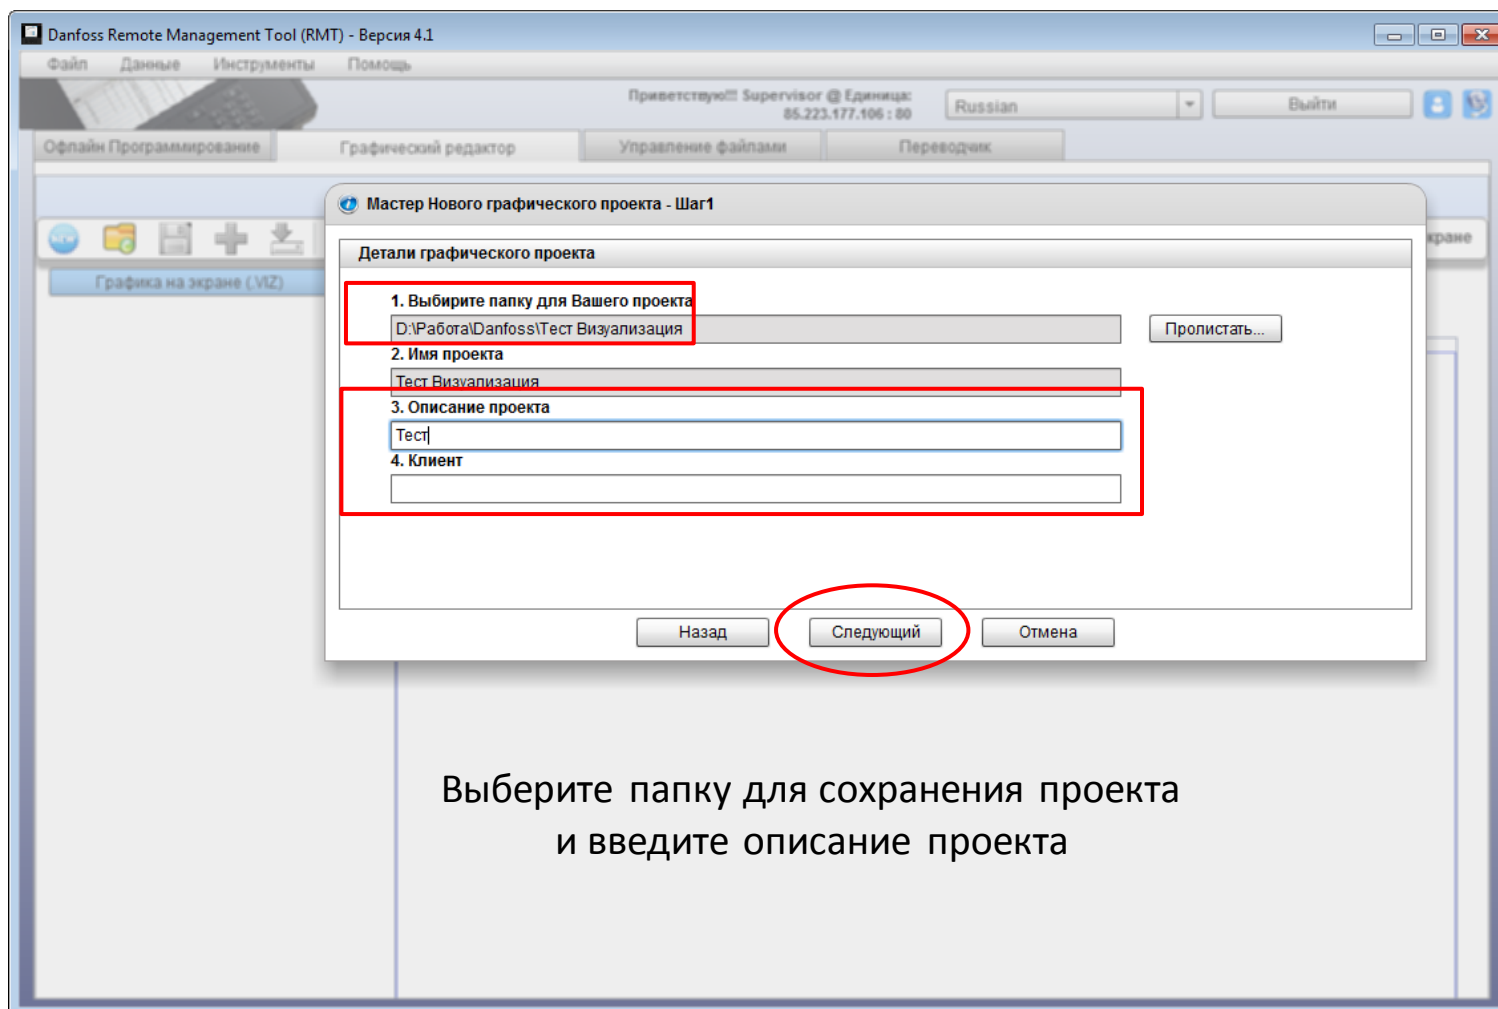 Danfoss Remote Management Tool (RMT) - Версия 4.1
Файл Данные Инструменты Помощь
Приветствую!!! Supervisor @ Единица:
85.223.177.106 : 80
Russian
Выйти
Офлайн Программирование Графический редактор Управление файлами Переводчик
Мастер Нового графического проекта - Шаг1
NEW
кране
Детали графического проекта
Графика на экране (.VIZ)
1. Выбирите папку для Вашего проекта
D:\Работа\Danfoss\Тест Визуализация
Пролистать...
2. Имя проекта
Тест Визуализация
3. Описание проекта
Тест
4. Клиент
Назад Следующий Отмена
Выберите папку для сохранения проекта
и введите описание проекта